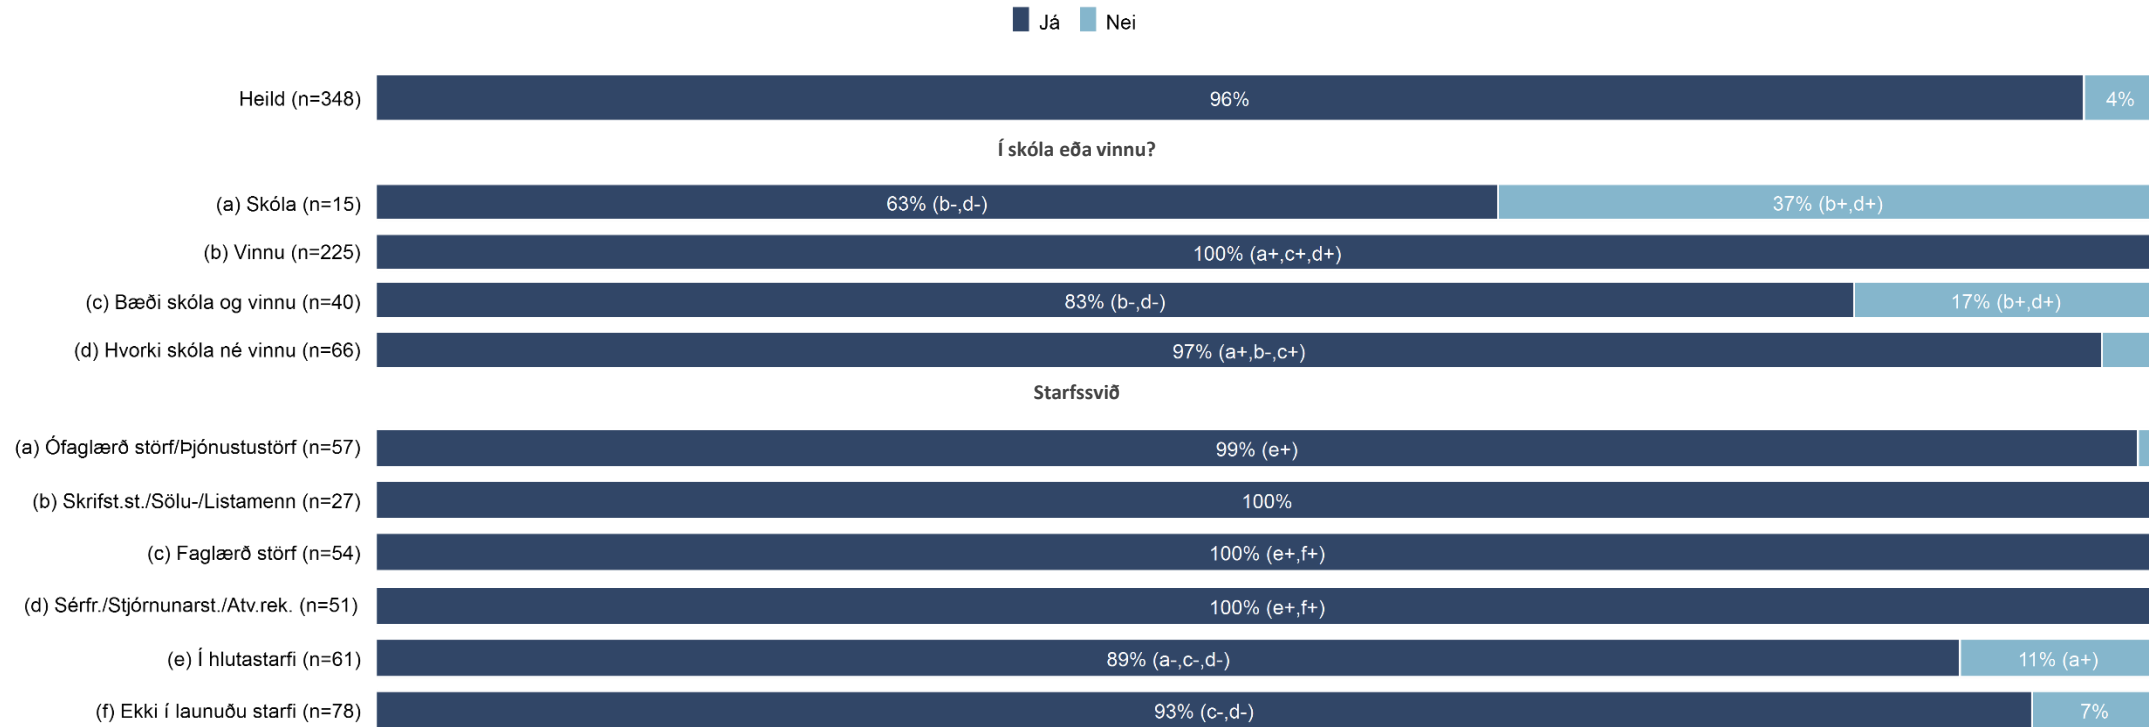 Já Nei
Heild (n=348) 96% 4%
Í skóla eða vinnu?
(a) Skóla (n=15) 63% (b-,d-) 37% (b+,d+)
(b) Vinnu (n=225) 100% (a+,c+,d+)
(c) Bæði skóla og vinnu (n=40) 83% (b-,d-) 17% (b+,d+)
(d) Hvorki skóla né vinnu (n=66) 97% (a+,b-,c+)
Starfssvið
(a) Ófaglærð störf/Þjónustustörf (n=57) 99% (e+)
(b) Skrifst.st./Sölu-/Listamenn (n=27) 100%
(c) Faglærð störf (n=54) 100% (e+,f+)
(d) Sérfr./Stjórnunarst./Atv.rek. (n=51) 100% (e+,f+)
(e) Í hlutastarfi (n=61) 89% (a-,c-,d-) 11% (a+)
(f) Ekki í launuðu starfi (n=78) 93% (c-,d-) 7%